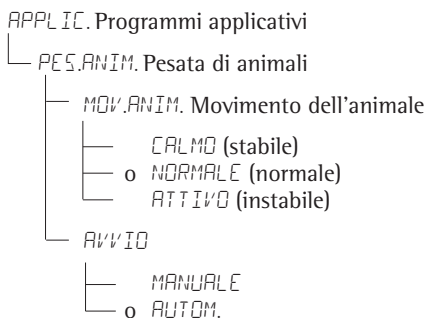 APPLIC. Programmi applicativi
PES.ANIM. Pesata di animali
MOV.ANIM. Movimento dell'animale
CALMO (stabile)
o NORMALE (normale)
ATTIVO (instabile)
AVVIO
MANUALE
o AUTOM.